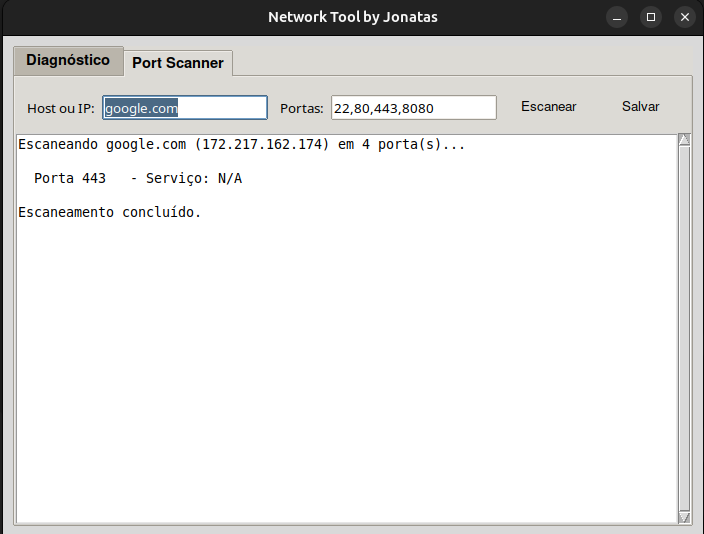 Network Tool by Jonatas
Diagnóstico Port Scanner
Host ou IP: google.com Portas: 22,80,443,8080 Escanear Salvar
Escaneando google.com (172.217.162.174) em 4 porta(s)...
Porta 443 - Serviço: N/A
Escaneamento concluído.